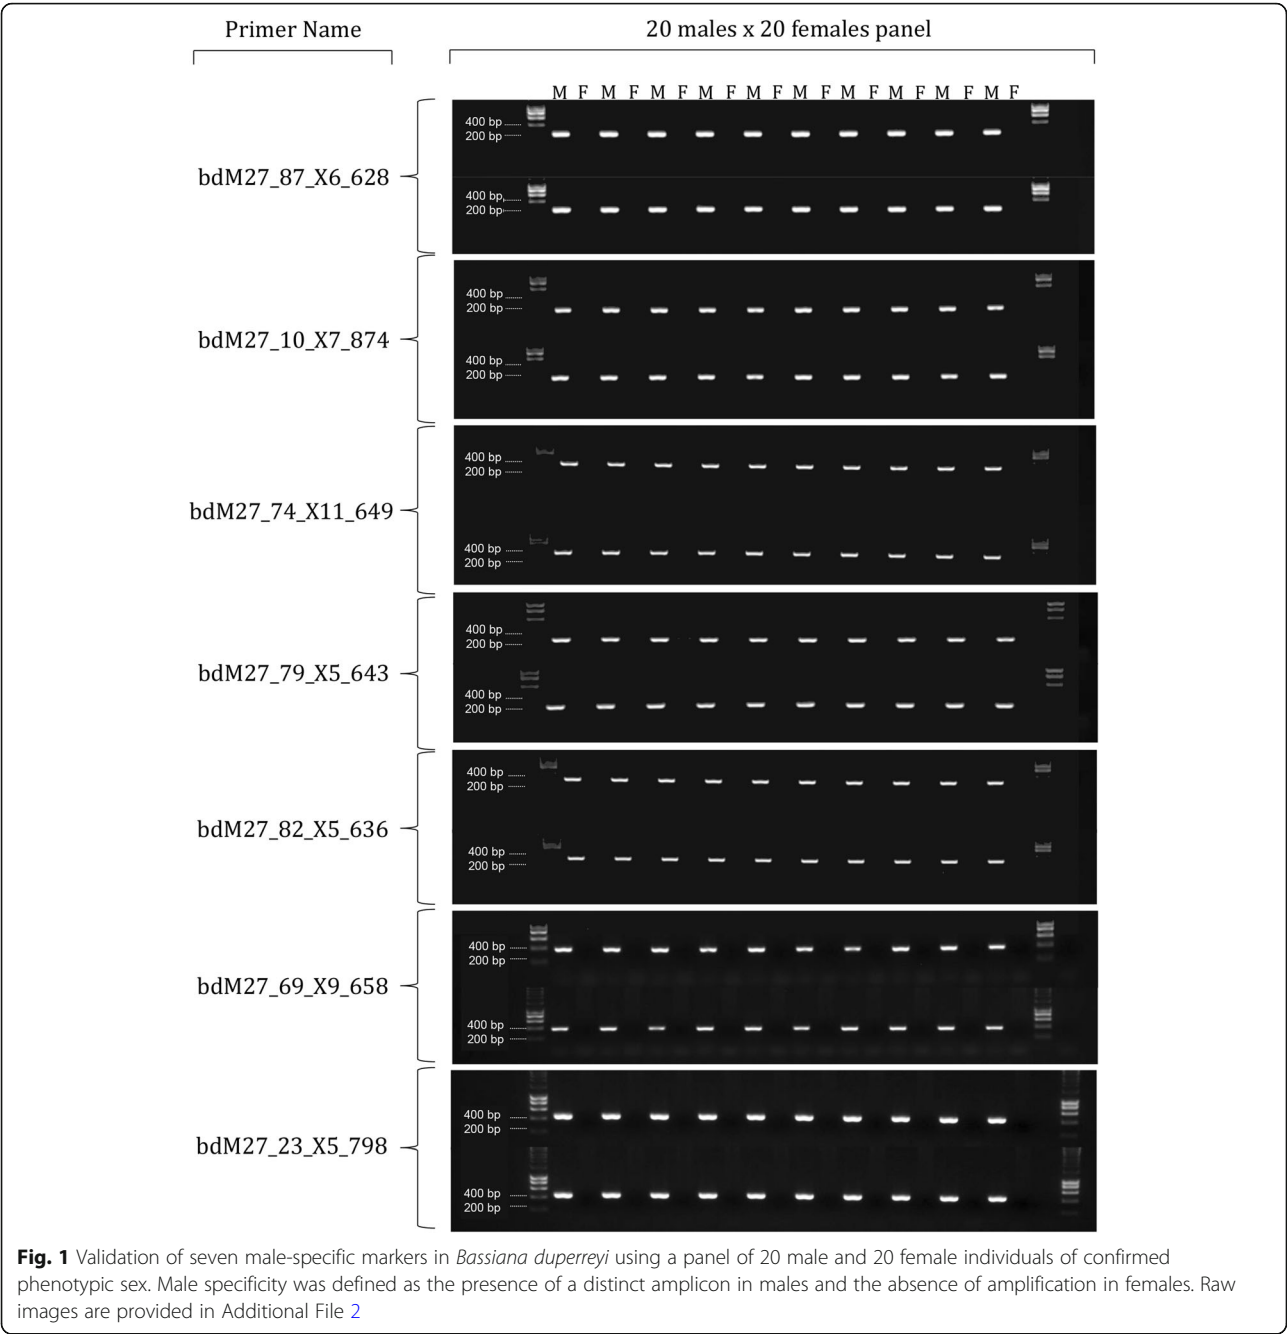 Primer Name
20 males x 20 females panel
M F M F M F M F M F M F M F M F M F M F
400 bp
200 bp
bdM27_87_X6_628
400 bp
200 bp
400 bp
200 bp
bdM27_10_X7_874
400 bp
200 bp
400 bp
200 bp
bdM27_74_X11_649
400 bp
200 bp
400 bp
200 bp
bdM27_79_X5_643
400 bp
200 bp
400 bp
200 bp
bdM27_82_X5_636
400 bp
200 bp
400 bp
200 bp
bdM27_69_X9_658
400 bp
200 bp
400 bp
200 bp
bdM27_23_X5_798
400 bp
200 bp
Fig. 1 Validation of seven male-specific markers in Bassiana duperreyi using a panel of 20 male and 20 female individuals of confirmed
phenotypic sex. Male specificity was defined as the presence of a distinct amplicon in males and the absence of amplification in females. Raw
images are provided in Additional File 2